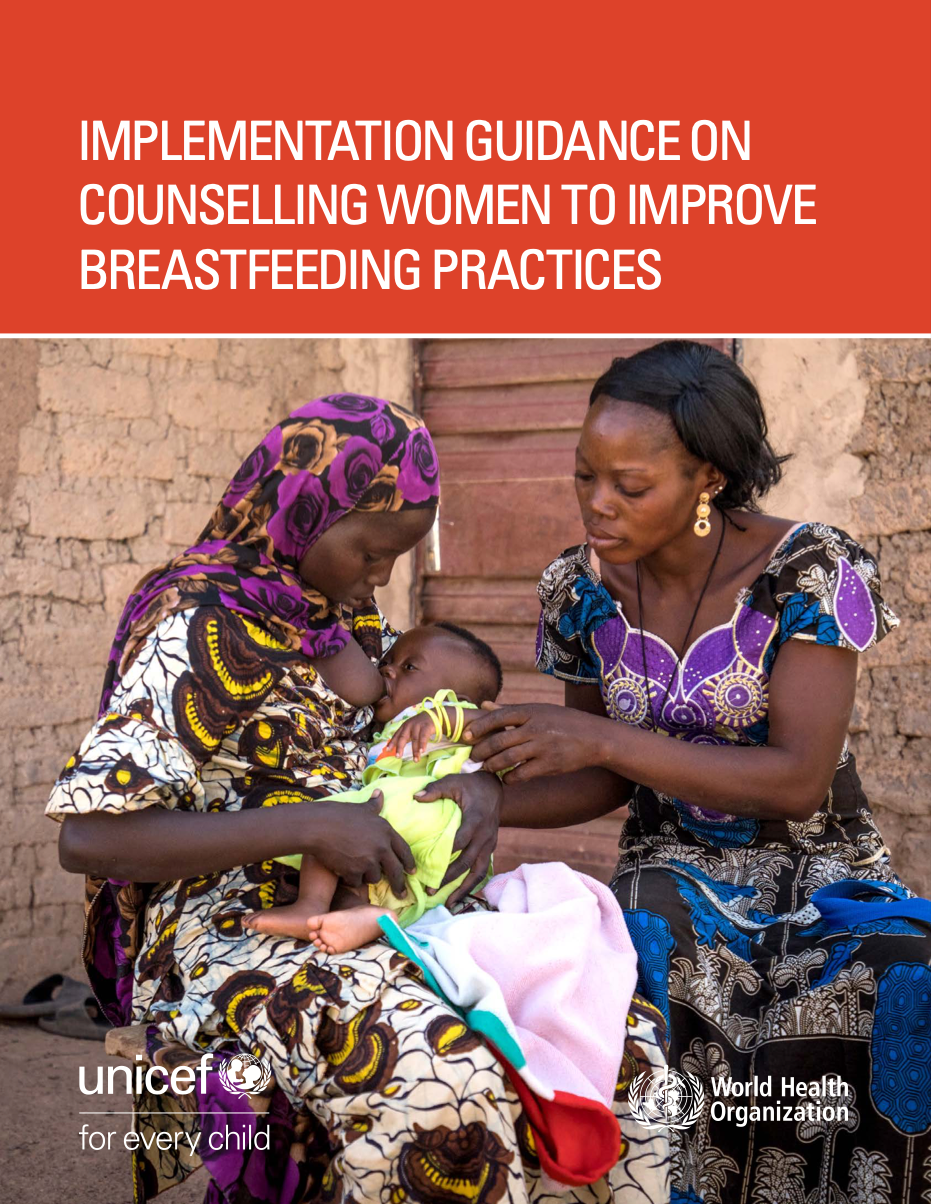 IMPLEMENTATION GUIDANCE ON
COUNSELLING WOMEN TO IMPROVE
BREASTFEEDING PRACTICES
unicef
for every child
World Health
Organization